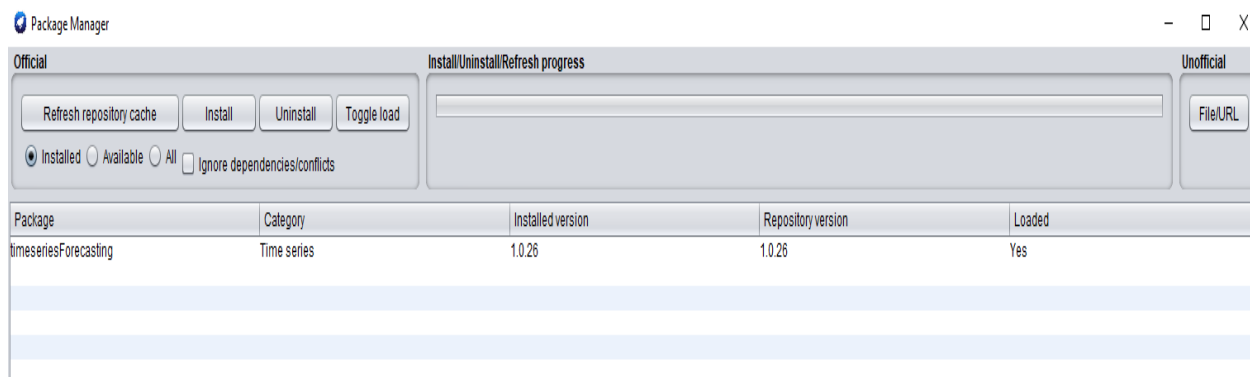 Package Manager
Official
Install/Uninstall/Refresh progress
Unofficial
Refresh repository cache
Install
Uninstall
Toggle load
File/URL
Installed
Available
All
Ignore dependencies/conflicts
Package Category Installed version Repository version Loaded
timeseriesForecasting Time series 1.0.26 1.0.26 Yes